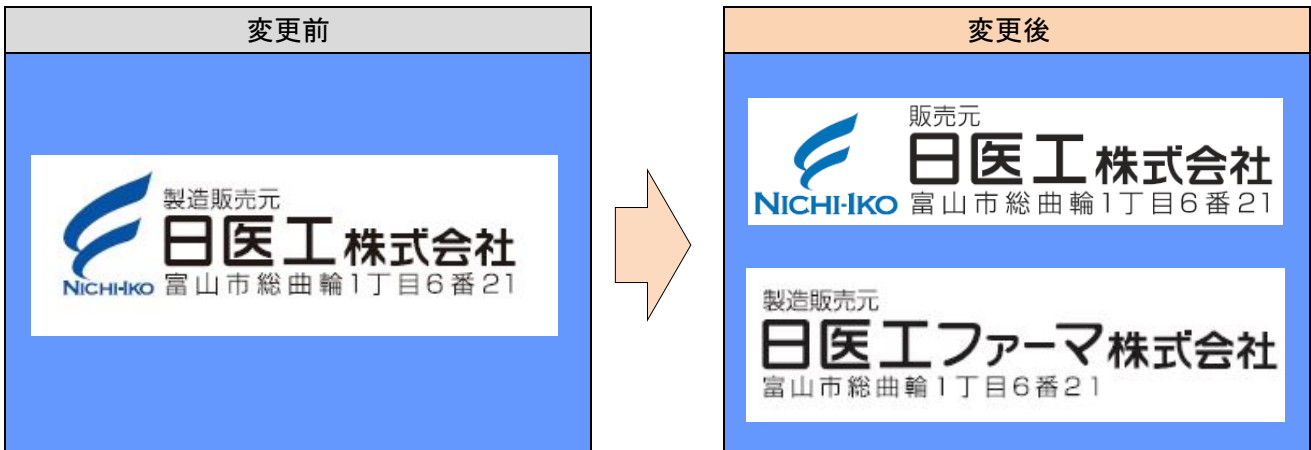 変更前
製造販売元
日医工株式会社
NICHI-IKO
富山市総曲輪1丁目6番21
変更後
販売元
日医工株式会社
NICHI-IKO
富山市総曲輪1丁目6番21
製造販売元
日医工ファーマ株式会社
富山市総曲輪1丁目6番21